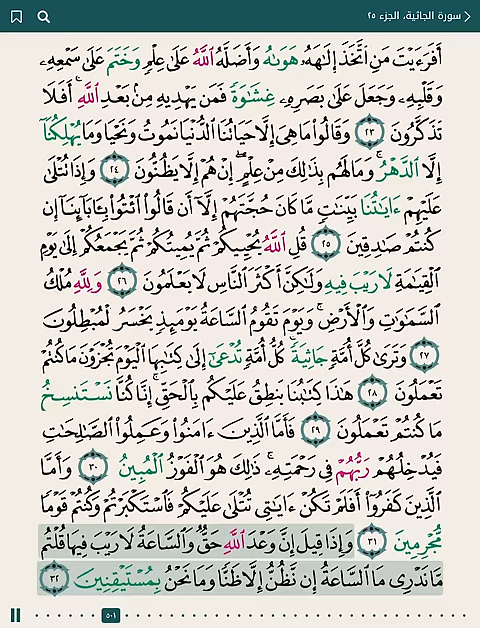 سورة الجاثية، الجزء ٢٥
أَفَرَءَيْتَ مَنِ ٱتَّخَذَ إِلَـٰهَهُۥ هَوَىٰهُ وَأَضَلَّهُ ٱللَّهُ عَلَىٰ عِلْمٍ وَخَتَمَ عَلَىٰ سَمْعِهِۦ
وَقَلْبِهِۦ وَجَعَلَ عَلَىٰ بَصَرِهِۦ غِشَـٰوَةً فَمَن يَهْدِيهِ مِنۢ بَعْدِ ٱللَّهِ ۚ أَفَلَا
تَذَكَّرُونَ ٢٣ وَقَالُوا۟ مَا هِىَ إِلَّا حَيَاتُنَا ٱلدُّنْيَا نَمُوتُ وَنَحْيَا وَمَا يُهْلِكُنَآ
إِلَّا ٱلدَّهْرُ ۚ وَمَا لَهُم بِذَٰلِكَ مِنْ عِلْمٍ ۖ إِنْ هُمْ إِلَّا يَظُنُّونَ ٢٤ وَإِذَا تُتْلَىٰ
عَلَيْهِمْ ءَايَـٰتُنَا بَيِّنَـٰتٍ مَّا كَانَ حُجَّتَهُمْ إِلَّآ أَن قَالُوا۟ ٱئْتُوا۟ بِـَٔابَآئِنَآ إِن
كُنتُمْ صَـٰدِقِينَ ٢٥ قُلِ ٱللَّهُ يُحْيِيكُمْ ثُمَّ يُمِيتُكُمْ ثُمَّ يَجْمَعُكُمْ إِلَىٰ يَوْمِ
ٱلْقِيَـٰمَةِ لَا رَيْبَ فِيهِ وَلَـٰكِنَّ أَكْثَرَ ٱلنَّاسِ لَا يَعْلَمُونَ ٢٦ وَلِلَّهِ مُلْكُ
ٱلسَّمَـٰوَٰتِ وَٱلْأَرْضِ ۚ وَيَوْمَ تَقُومُ ٱلسَّاعَةُ يَوْمَئِذٍ يَخْسَرُ ٱلْمُبْطِلُونَ
٢٧ وَتَرَىٰ كُلَّ أُمَّةٍ جَاثِيَةً ۚ كُلُّ أُمَّةٍ تُدْعَىٰٓ إِلَىٰ كِتَـٰبِهَا ٱلْيَوْمَ تُجْزَوْنَ مَا كُنتُمْ
تَعْمَلُونَ ٢٨ هَـٰذَا كِتَـٰبُنَا يَنطِقُ عَلَيْكُم بِٱلْحَقِّ ۚ إِنَّا كُنَّا نَسْتَنسِخُ
مَا كُنتُمْ تَعْمَلُونَ ٢٩ فَأَمَّا ٱلَّذِينَ ءَامَنُوا۟ وَعَمِلُوا۟ ٱلصَّـٰلِحَـٰتِ
فَيُدْخِلُهُمْ رَبُّهُمْ فِى رَحْمَتِهِۦ ۚ ذَٰلِكَ هُوَ ٱلْفَوْزُ ٱلْمُبِينُ ٣٠ وَأَمَّا
ٱلَّذِينَ كَفَرُوٓا۟ أَفَلَمْ تَكُنْ ءَايَـٰتِى تُتْلَىٰ عَلَيْكُمْ فَٱسْتَكْبَرْتُمْ وَكُنتُمْ قَوْمًا
مُّجْرِمِينَ ٣١ وَإِذَا قِيلَ إِنَّ وَعْدَ ٱللَّهِ حَقٌّ وَٱلسَّاعَةُ لَا رَيْبَ فِيهَا قُلْتُم
مَّا نَدْرِى مَا ٱلسَّاعَةُ إِن نَّظُنُّ إِلَّا ظَنًّا وَمَا نَحْنُ بِمُسْتَيْقِنِينَ ٣٢
٥٠١